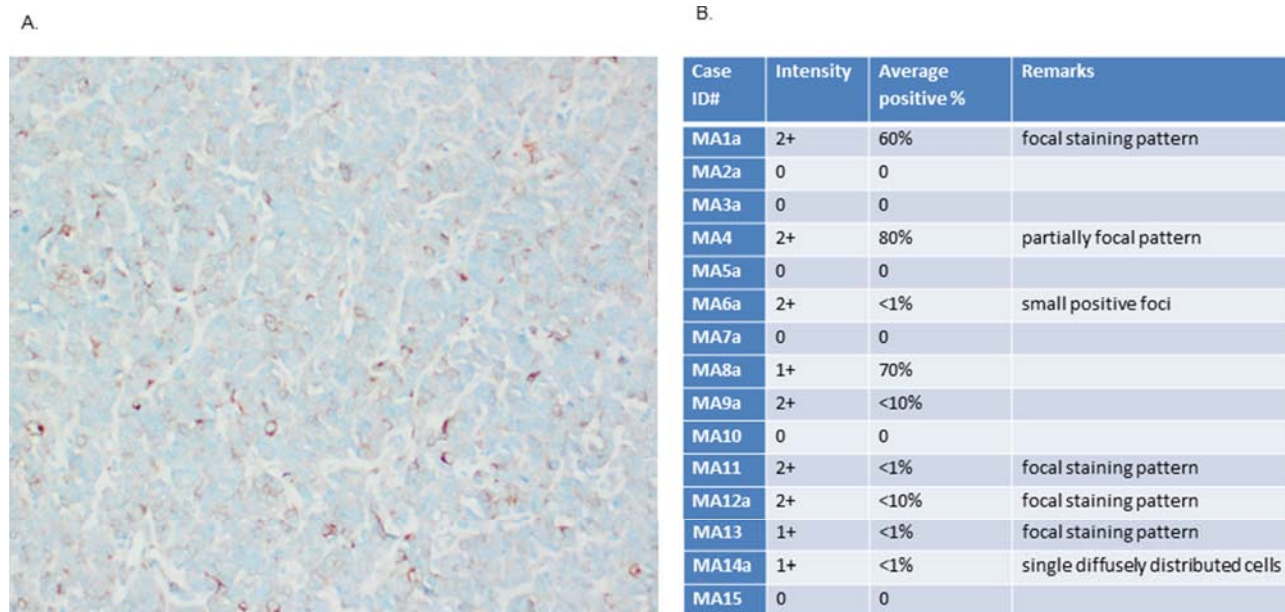 A.
B.
Case ID# Intensity Average positive % Remarks
MA1a 2+ 60% focal staining pattern
MA2a 0 0
MA3a 0 0
MA4 2+ 80% partially focal pattern
MA5a 0 0
MA6a 2+ <1% small positive foci
MA7a 0 0
MA8a 1+ 70%
MA9a 2+ <10%
MA10 0 0
MA11 2+ <1% focal staining pattern
MA12a 2+ <10% focal staining pattern
MA13 1+ <1% focal staining pattern
MA14a 1+ <1% single diffusely distributed cells
MA15 0 0